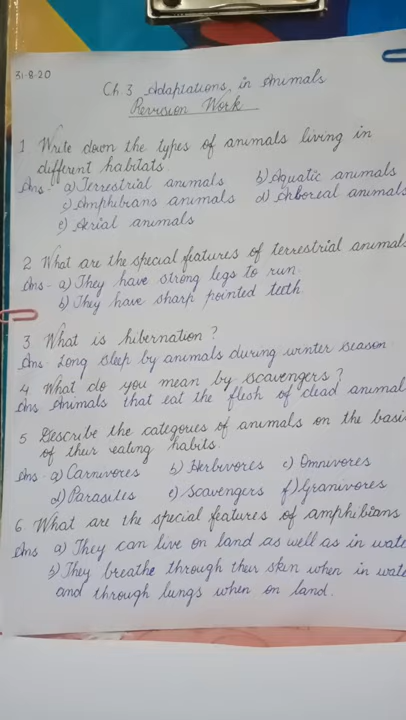 31-8-20
Ch 3 Adaptations in Animals
Revision Work
1 Write down the types of animals living in
different habitats.
Ans - a) Terrestrial animals b) Aquatic animals
c) Amphibians animals d) Arboreal animals
e) Aerial animals
2 What are the special features of terrestrial animals
Ans - a) They have strong legs to run.
b) They have sharp pointed teeth.
3 What is hibernation ?
Ans - Long sleep by animals during winter season
4 What do you mean by scavengers ?
Ans Animals that eat the flesh of dead animal
5 Describe the categories of animals on the basi
of their eating habits.
Ans - a) Carnivores b) Herbivores c) Omnivores
d) Parasites e) Scavengers f) Granivores
6. What are the special features of amphibians
Ans a) They can live on land as well as in wate
b) They breathe through their skin when in wate
and through lungs when on land.